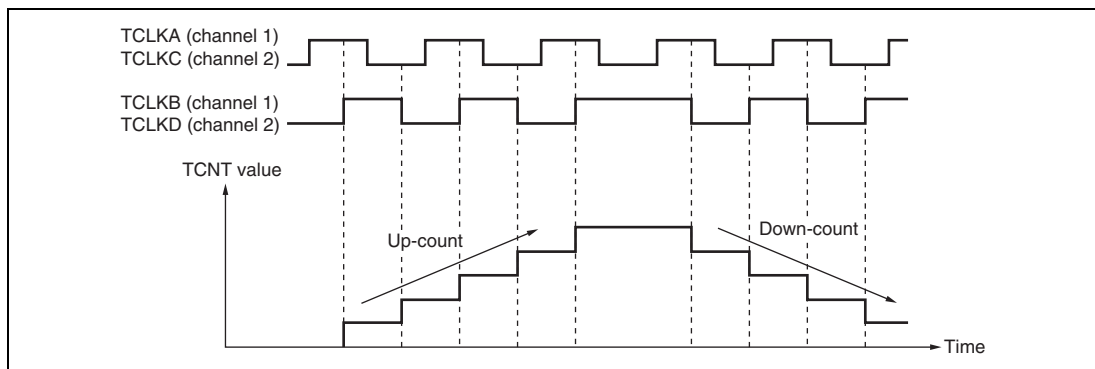 TCLKA (channel 1)
TCLKC (channel 2)
TCLKB (channel 1)
TCLKD (channel 2)
TCNT value
Up-count
Down-count
Time